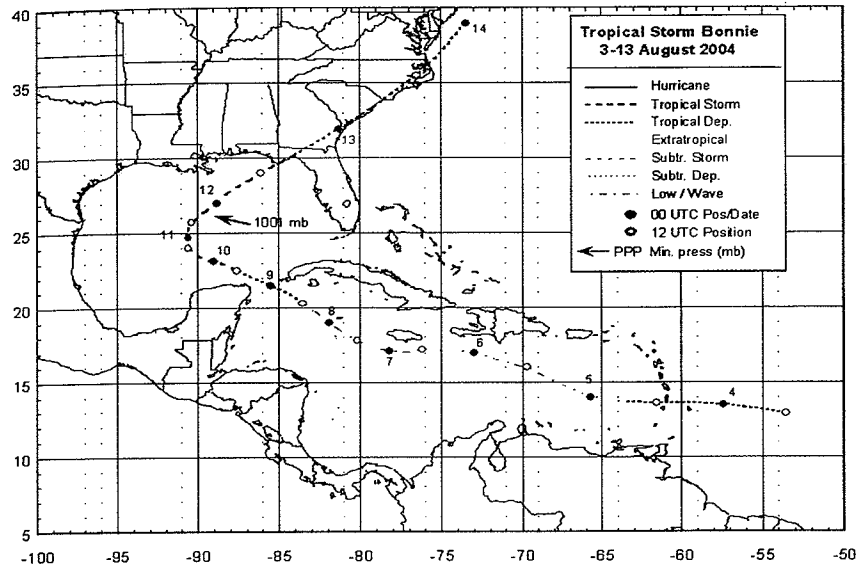 Tropical Storm Bonnie
3-13 August 2004
Hurricane
Tropical Storm
Tropical Dep.
Extratropical
Subtr. Storm
Subtr. Dep.
Low / Wave
00 UTC Pos/Date
12 UTC Position
PPP Min. press (mb)
40
35
30
25
20
15
10
5
-100
-95
-90
-85
-80
-75
-70
-65
-60
-55
-50
14
13
12
1001 mb
11
10
9
8
7
6
5
4